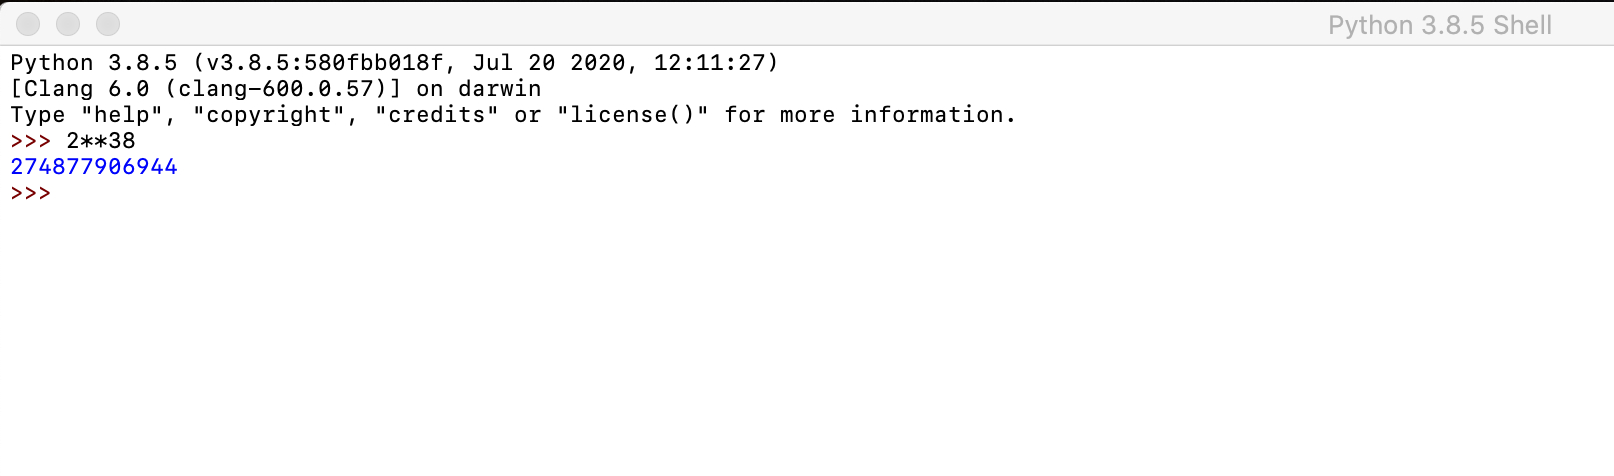 Python 3.8.5 Shell
Python 3.8.5 (v3.8.5:580fbb018f, Jul 20 2020, 12:11:27)
[Clang 6.0 (clang-600.0.57)] on darwin
Type "help", "copyright", "credits" or "license()" for more information.
>>> 2**38
274877906944
>>>